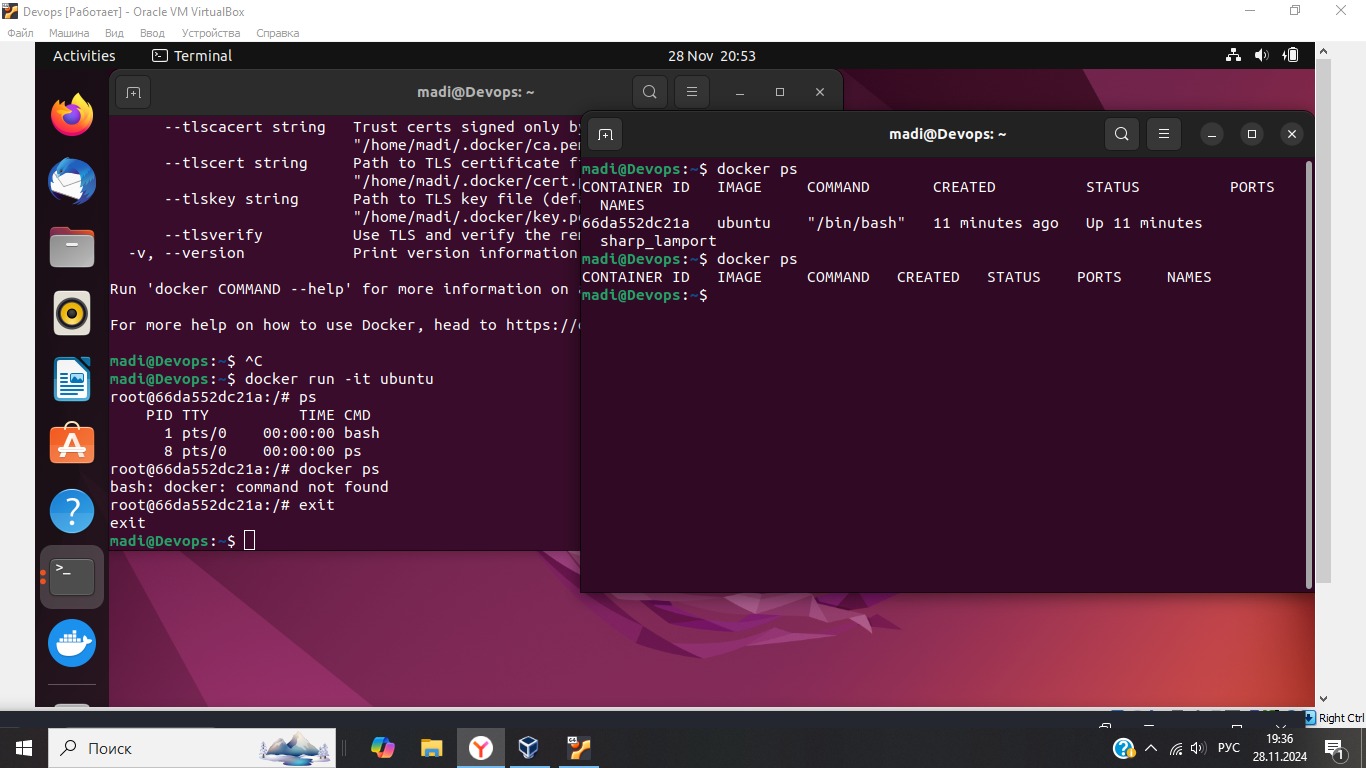 Devops [Работает] - Oracle VM VirtualBox
Файл Машина Вид Ввод Устройства Справка
Activities Terminal 28 Nov 20:53
madi@Devops: ~
--tlscacert string Trust certs signed only by
"/home/madi/.docker/ca.pem
--tlscert string Path to TLS certificate
"/home/madi/.docker/cert.
--tlskey string Path to TLS key file
"/home/madi/.docker/key.
--tlsverify Use TLS and verify the
-v, --version Print version information
Run 'docker COMMAND --help' for more information on
For more help on how to use Docker, head to https://
madi@Devops:~$ ^C
madi@Devops:~$ docker run -it ubuntu
root@66da552dc21a:/# ps
PID TTY TIME CMD
1 pts/0 00:00:00 bash
8 pts/0 00:00:00 ps
root@66da552dc21a:/# docker ps
bash: docker: command not found
root@66da552dc21a:/# exit
exit
madi@Devops:~$
madi@Devops: ~
madi@Devops:~$ docker ps
CONTAINER ID IMAGE COMMAND CREATED STATUS PORTS
NAMES
66da552dc21a ubuntu "/bin/bash" 11 minutes ago Up 11 minutes
sharp_lamport
madi@Devops:~$ docker ps
CONTAINER ID IMAGE COMMAND CREATED STATUS PORTS NAMES
madi@Devops:~$
Right Ctrl
Поиск
РУС
19:36
28.11.2024
1